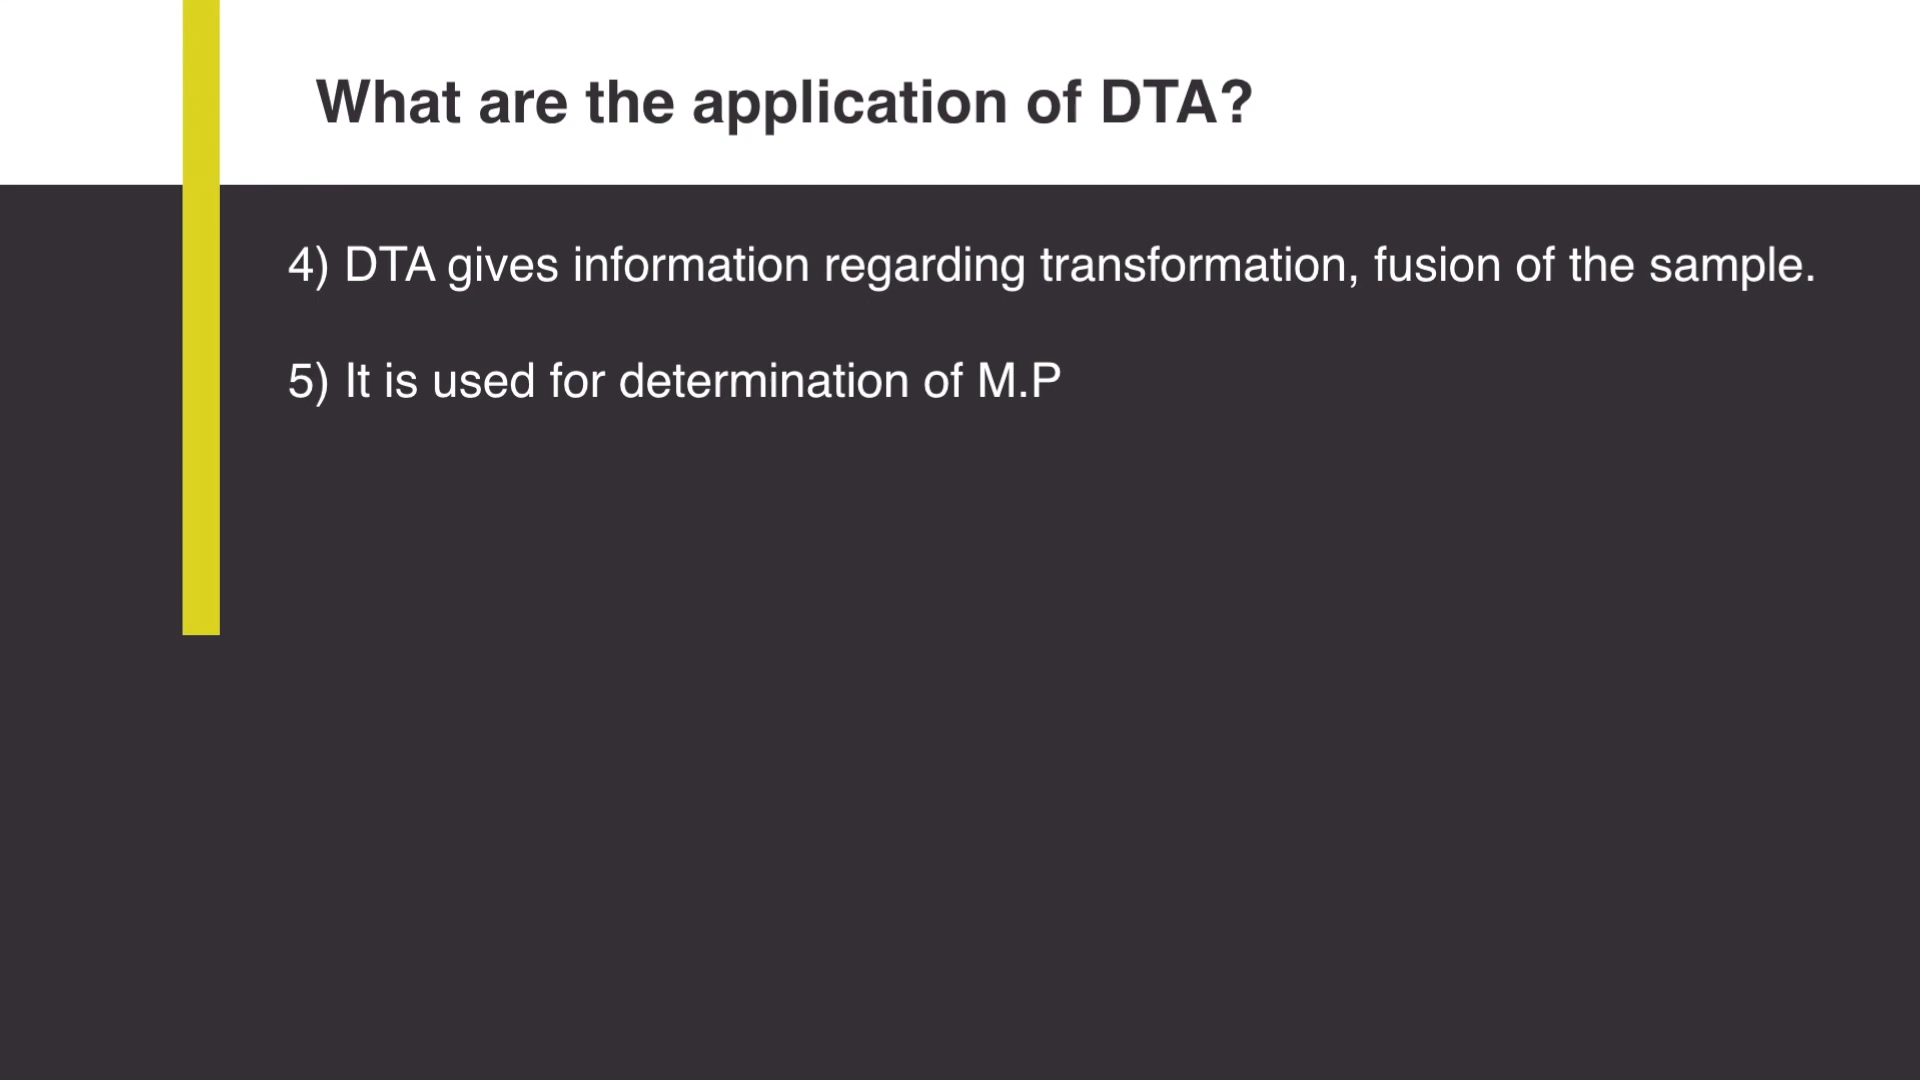 What are the application of DTA?
4) DTA gives information regarding transformation, fusion of the sample.
5) It is used for determination of M.P